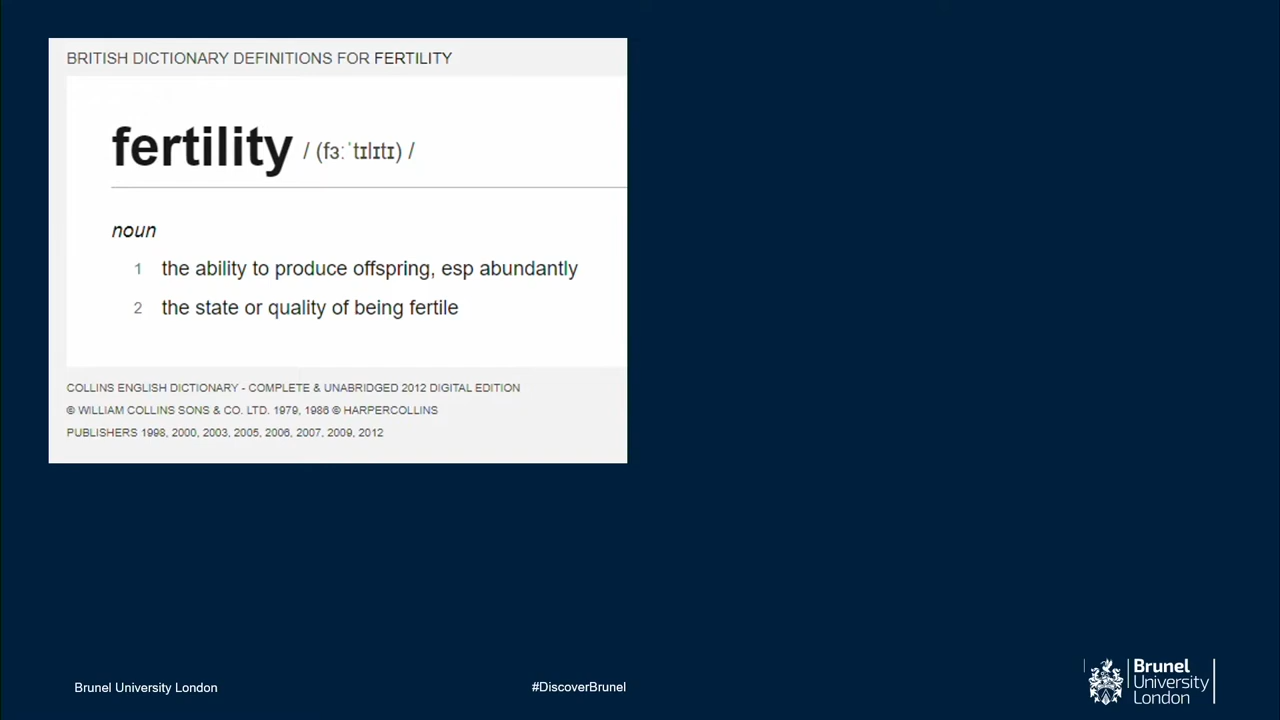 BRITISH DICTIONARY DEFINITIONS FOR FERTILITY
fertility / (fɜːˈtɪlɪtɪ) /
noun
1 the ability to produce offspring, esp abundantly
2 the state or quality of being fertile
COLLINS ENGLISH DICTIONARY - COMPLETE & UNABRIDGED 2012 DIGITAL EDITION
© WILLIAM COLLINS SONS & CO. LTD. 1979, 1986 © HARPERCOLLINS
PUBLISHERS 1998, 2000, 2003, 2005, 2006, 2007, 2009, 2012
Brunel University London
#DiscoverBrunel
Brunel
University
London